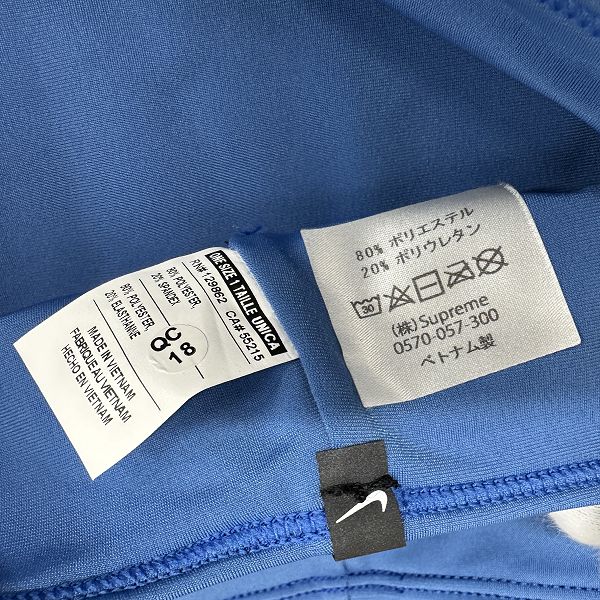 ONE SIZE 1 TAILLE UNICA
RN# 129862 CA# 55215
80% POLYESTER,
20% SPANDEX
80% POLYESTER,
20% ELASTHANNE
MADE IN VIETNAM
FABRIQUE AU VIETNAM
HECHO EN VIETNAM
QC
18
80% ポリエステル
20% ポリウレタン
30
(株) Supreme
0570-057-300
ベトナム製